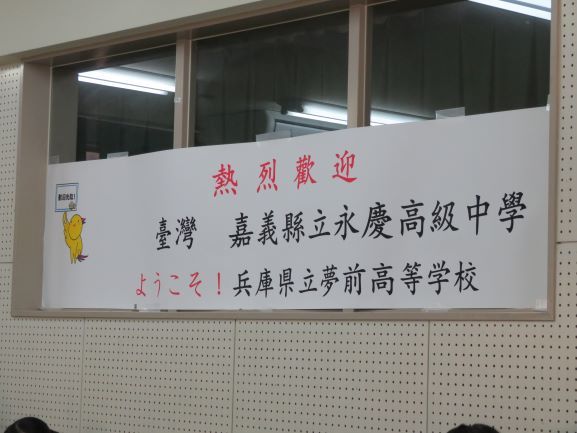 熱烈歡迎
臺灣 嘉義縣立永慶高級中學
ようこそ!兵庫県立夢前高等学校